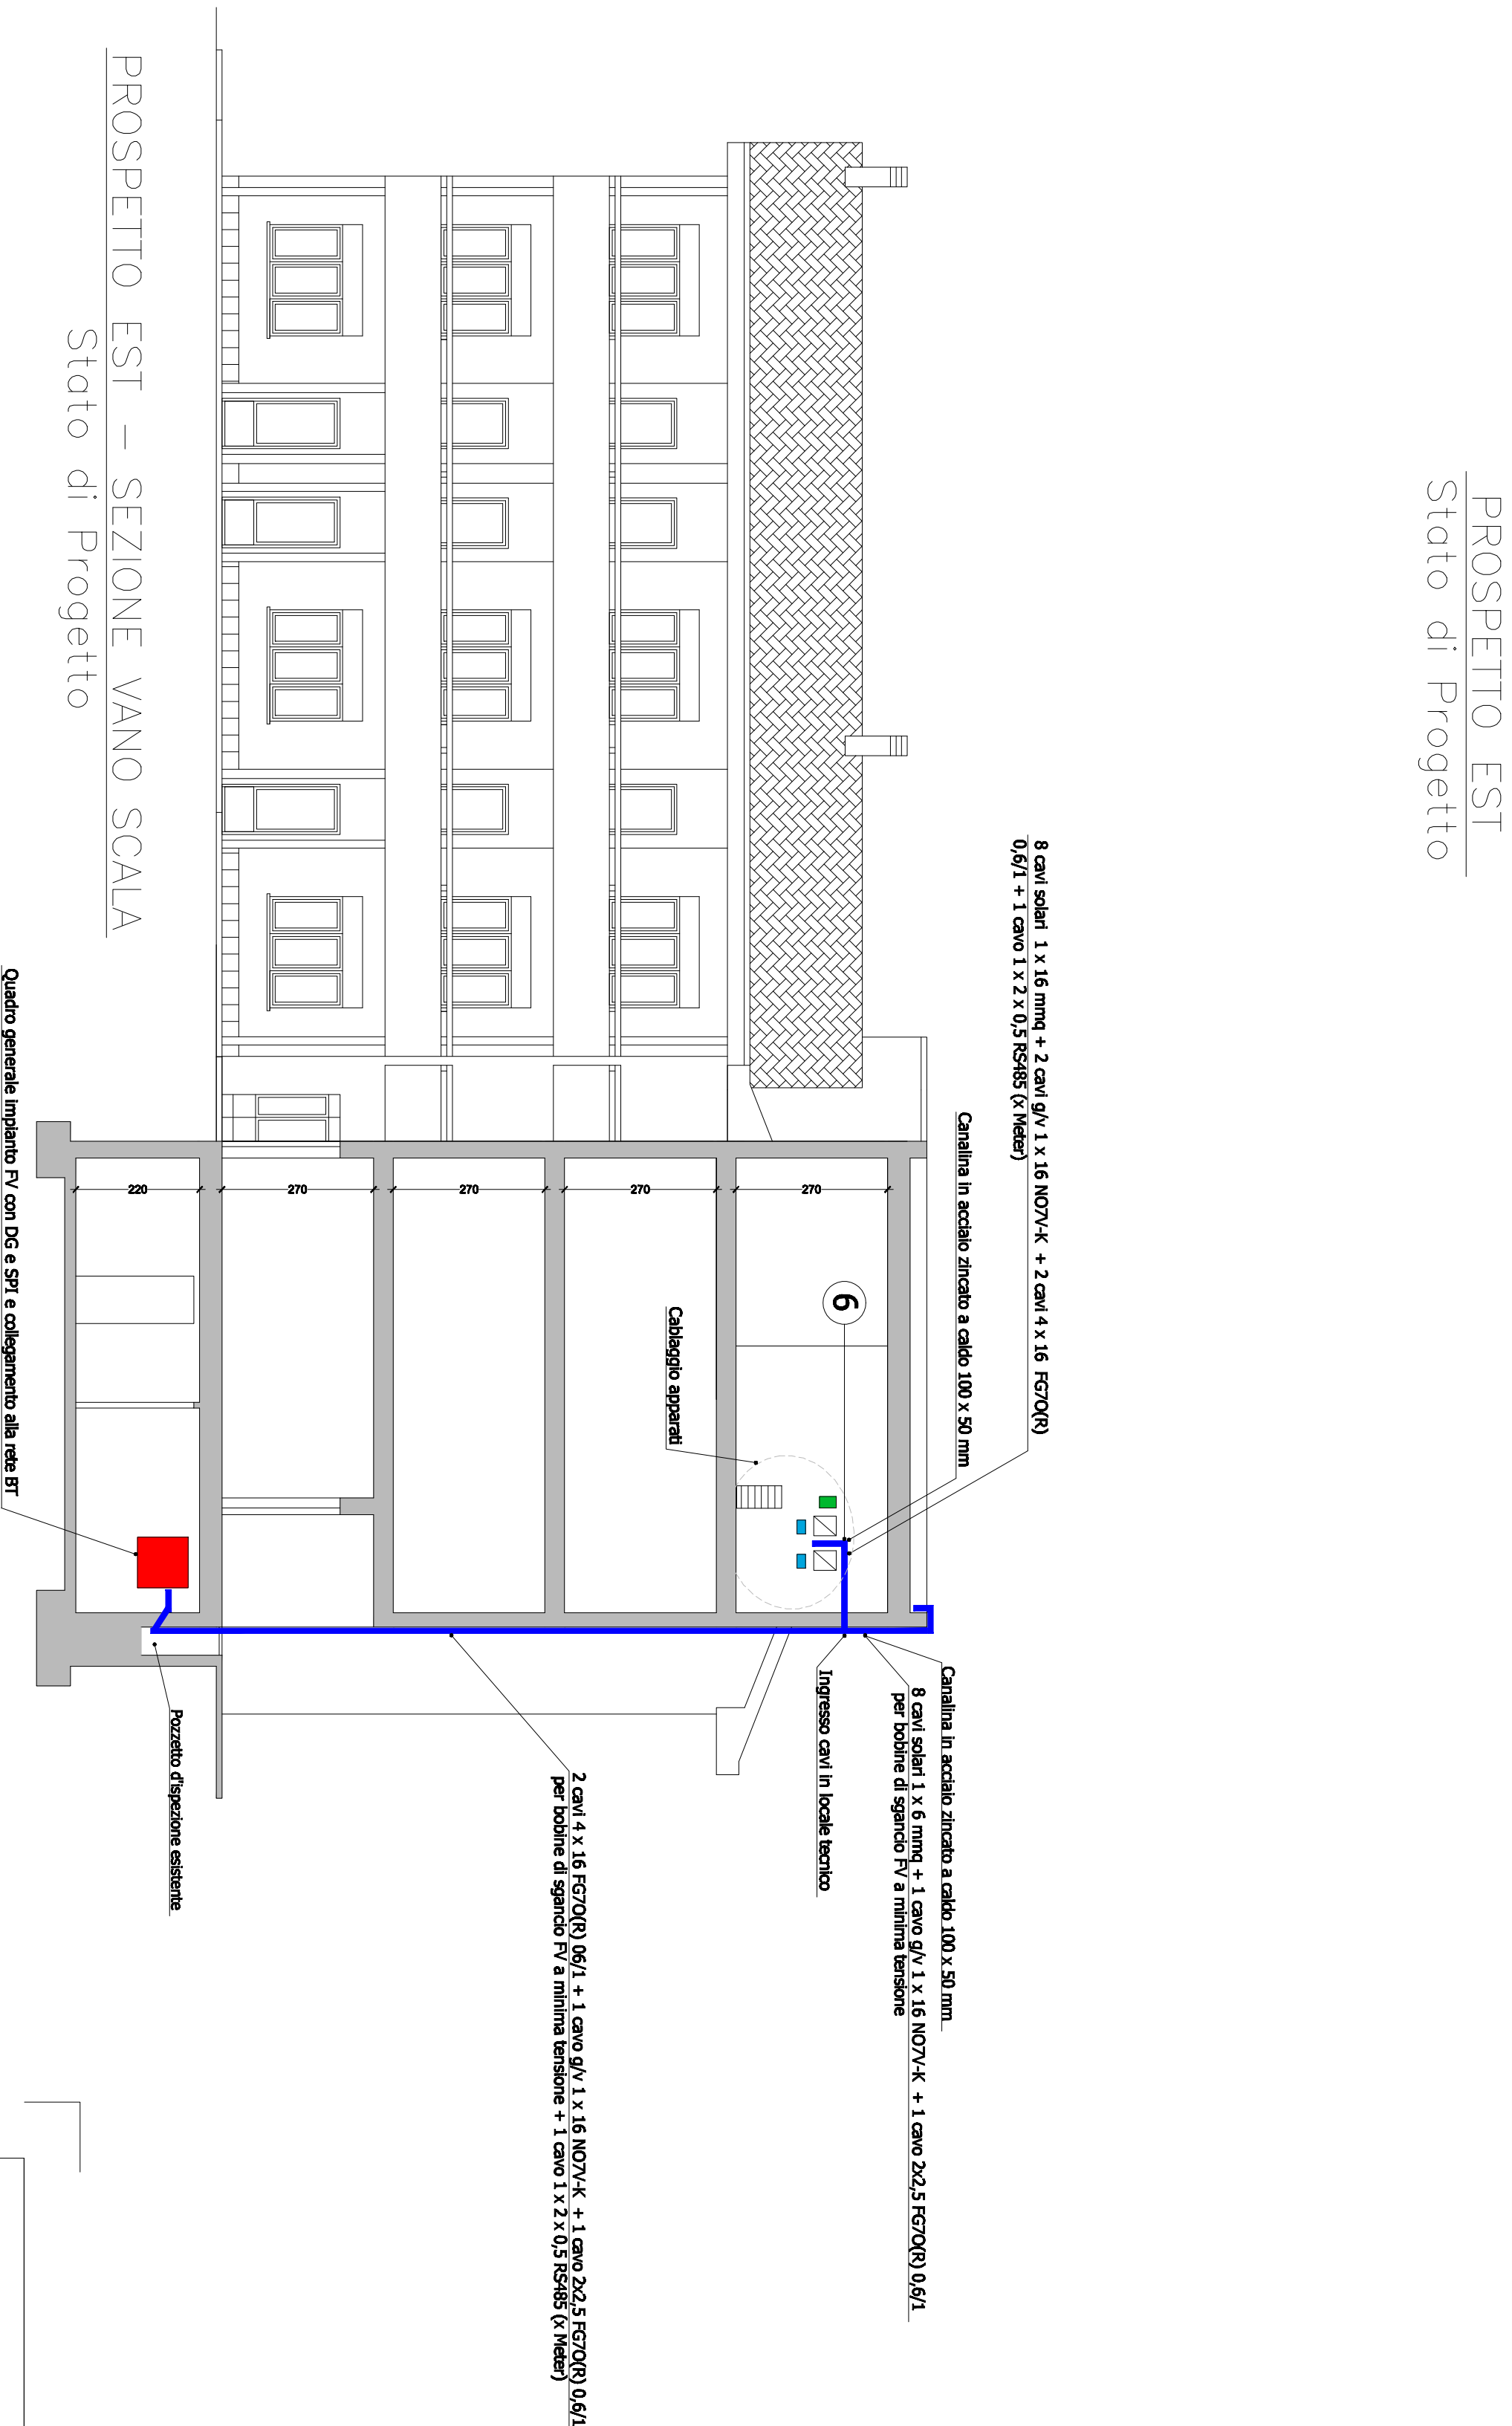 PROSPETTO EST
Stato di Progetto
8 cavi solari 1 x 16 mmq + 2 cavi g/v 1 x 16 NO7V-K + 2 cavi 4 x 16 FG7O(R)
0,6/1 + 1 cavo 1 x 2 x 0,5 RS485 (x Meter)
Canalina in acciaio zincato a caldo 100 x 50 mm
Canalina in acciaio zincato a caldo 100 x 50 mm
8 cavi solari 1 x 6 mmq + 1 cavo g/v 1 x 16 NO7V-K + 1 cavo 2x2,5 FG7O(R) 0,6/1
per bobine di sgancio FV a minima tensione
6
Ingresso cavi in locale tecnico
270
Cablaggio apparati
270
2 cavi 4 x 16 FG7O(R) 06/1 + 1 cavo g/v 1 x 16 NO7V-K + 1 cavo 2x2,5 FG7O(R) 0,6/1
per bobine di sgancio FV a minima tensione + 1 cavo 1 x 2 x 0,5 RS485 (x Meter)
270
270
220
Pozzetto d'ispezione esistente
PROSPETTO EST - SEZIONE VANO SCALA
Stato di Progetto
Quadro generale impianto FV con DG e SPI e collegamento alla rete BT